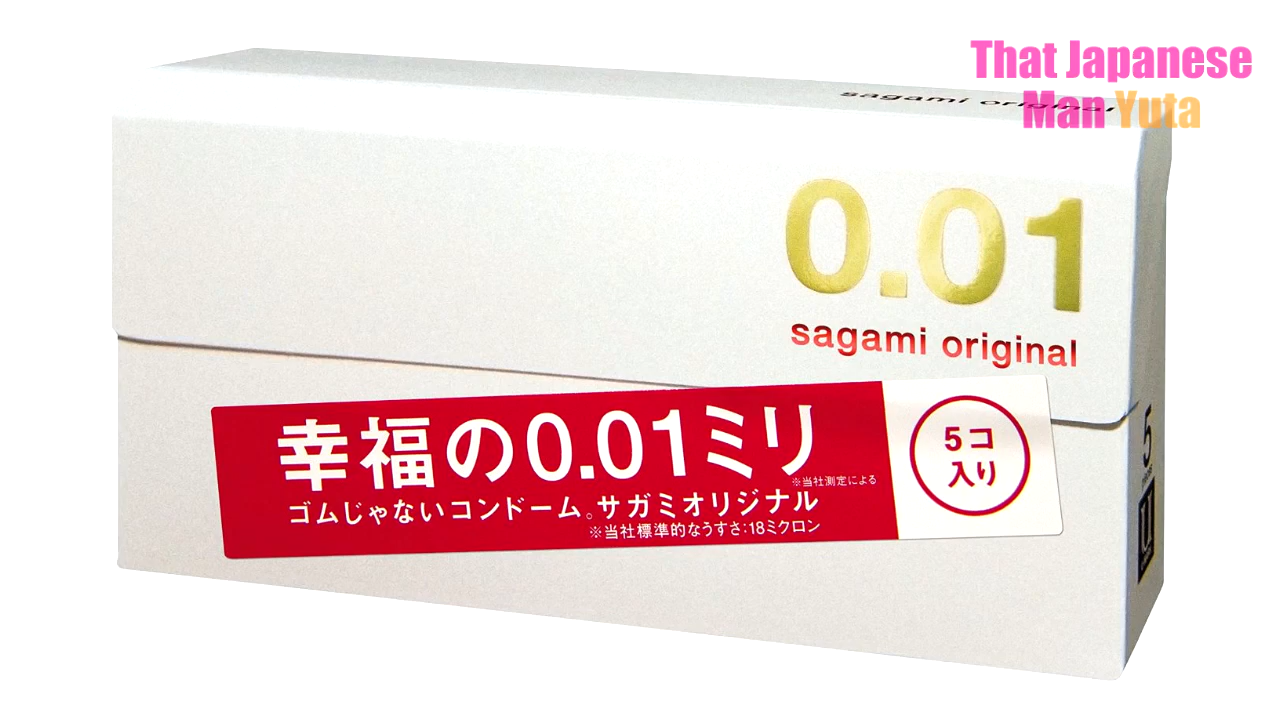 That Japanese
Man Yuta
sagami original
0.01
sagami original
幸福の0.01ミリ
※当社測定による
ゴムじゃないコンドーム。サガミオリジナル
※当社標準的なうすさ:18ミクロン
5コ
入り
5